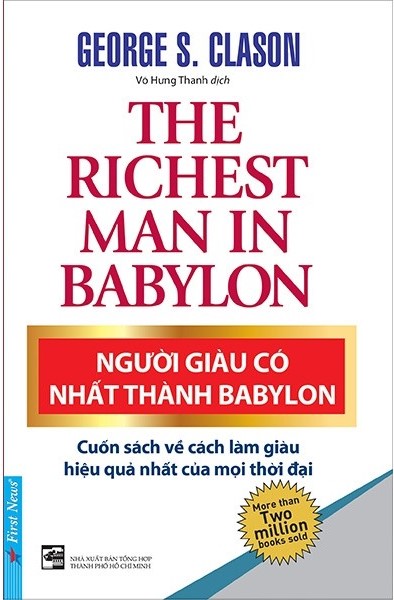 GEORGE S. CLASON
Võ Hưng Thanh dịch
THE
RICHEST
MAN IN
BABYLON
NGƯỜI GIÀU CÓ
NHẤT THÀNH BABYLON
Cuốn sách về cách làm giàu
hiệu quả nhất của mọi thời đại
More than
Two
million
books sold
First News
NHÀ XUẤT BẢN TỔNG HỢP
THÀNH PHỐ HỒ CHÍ MINH